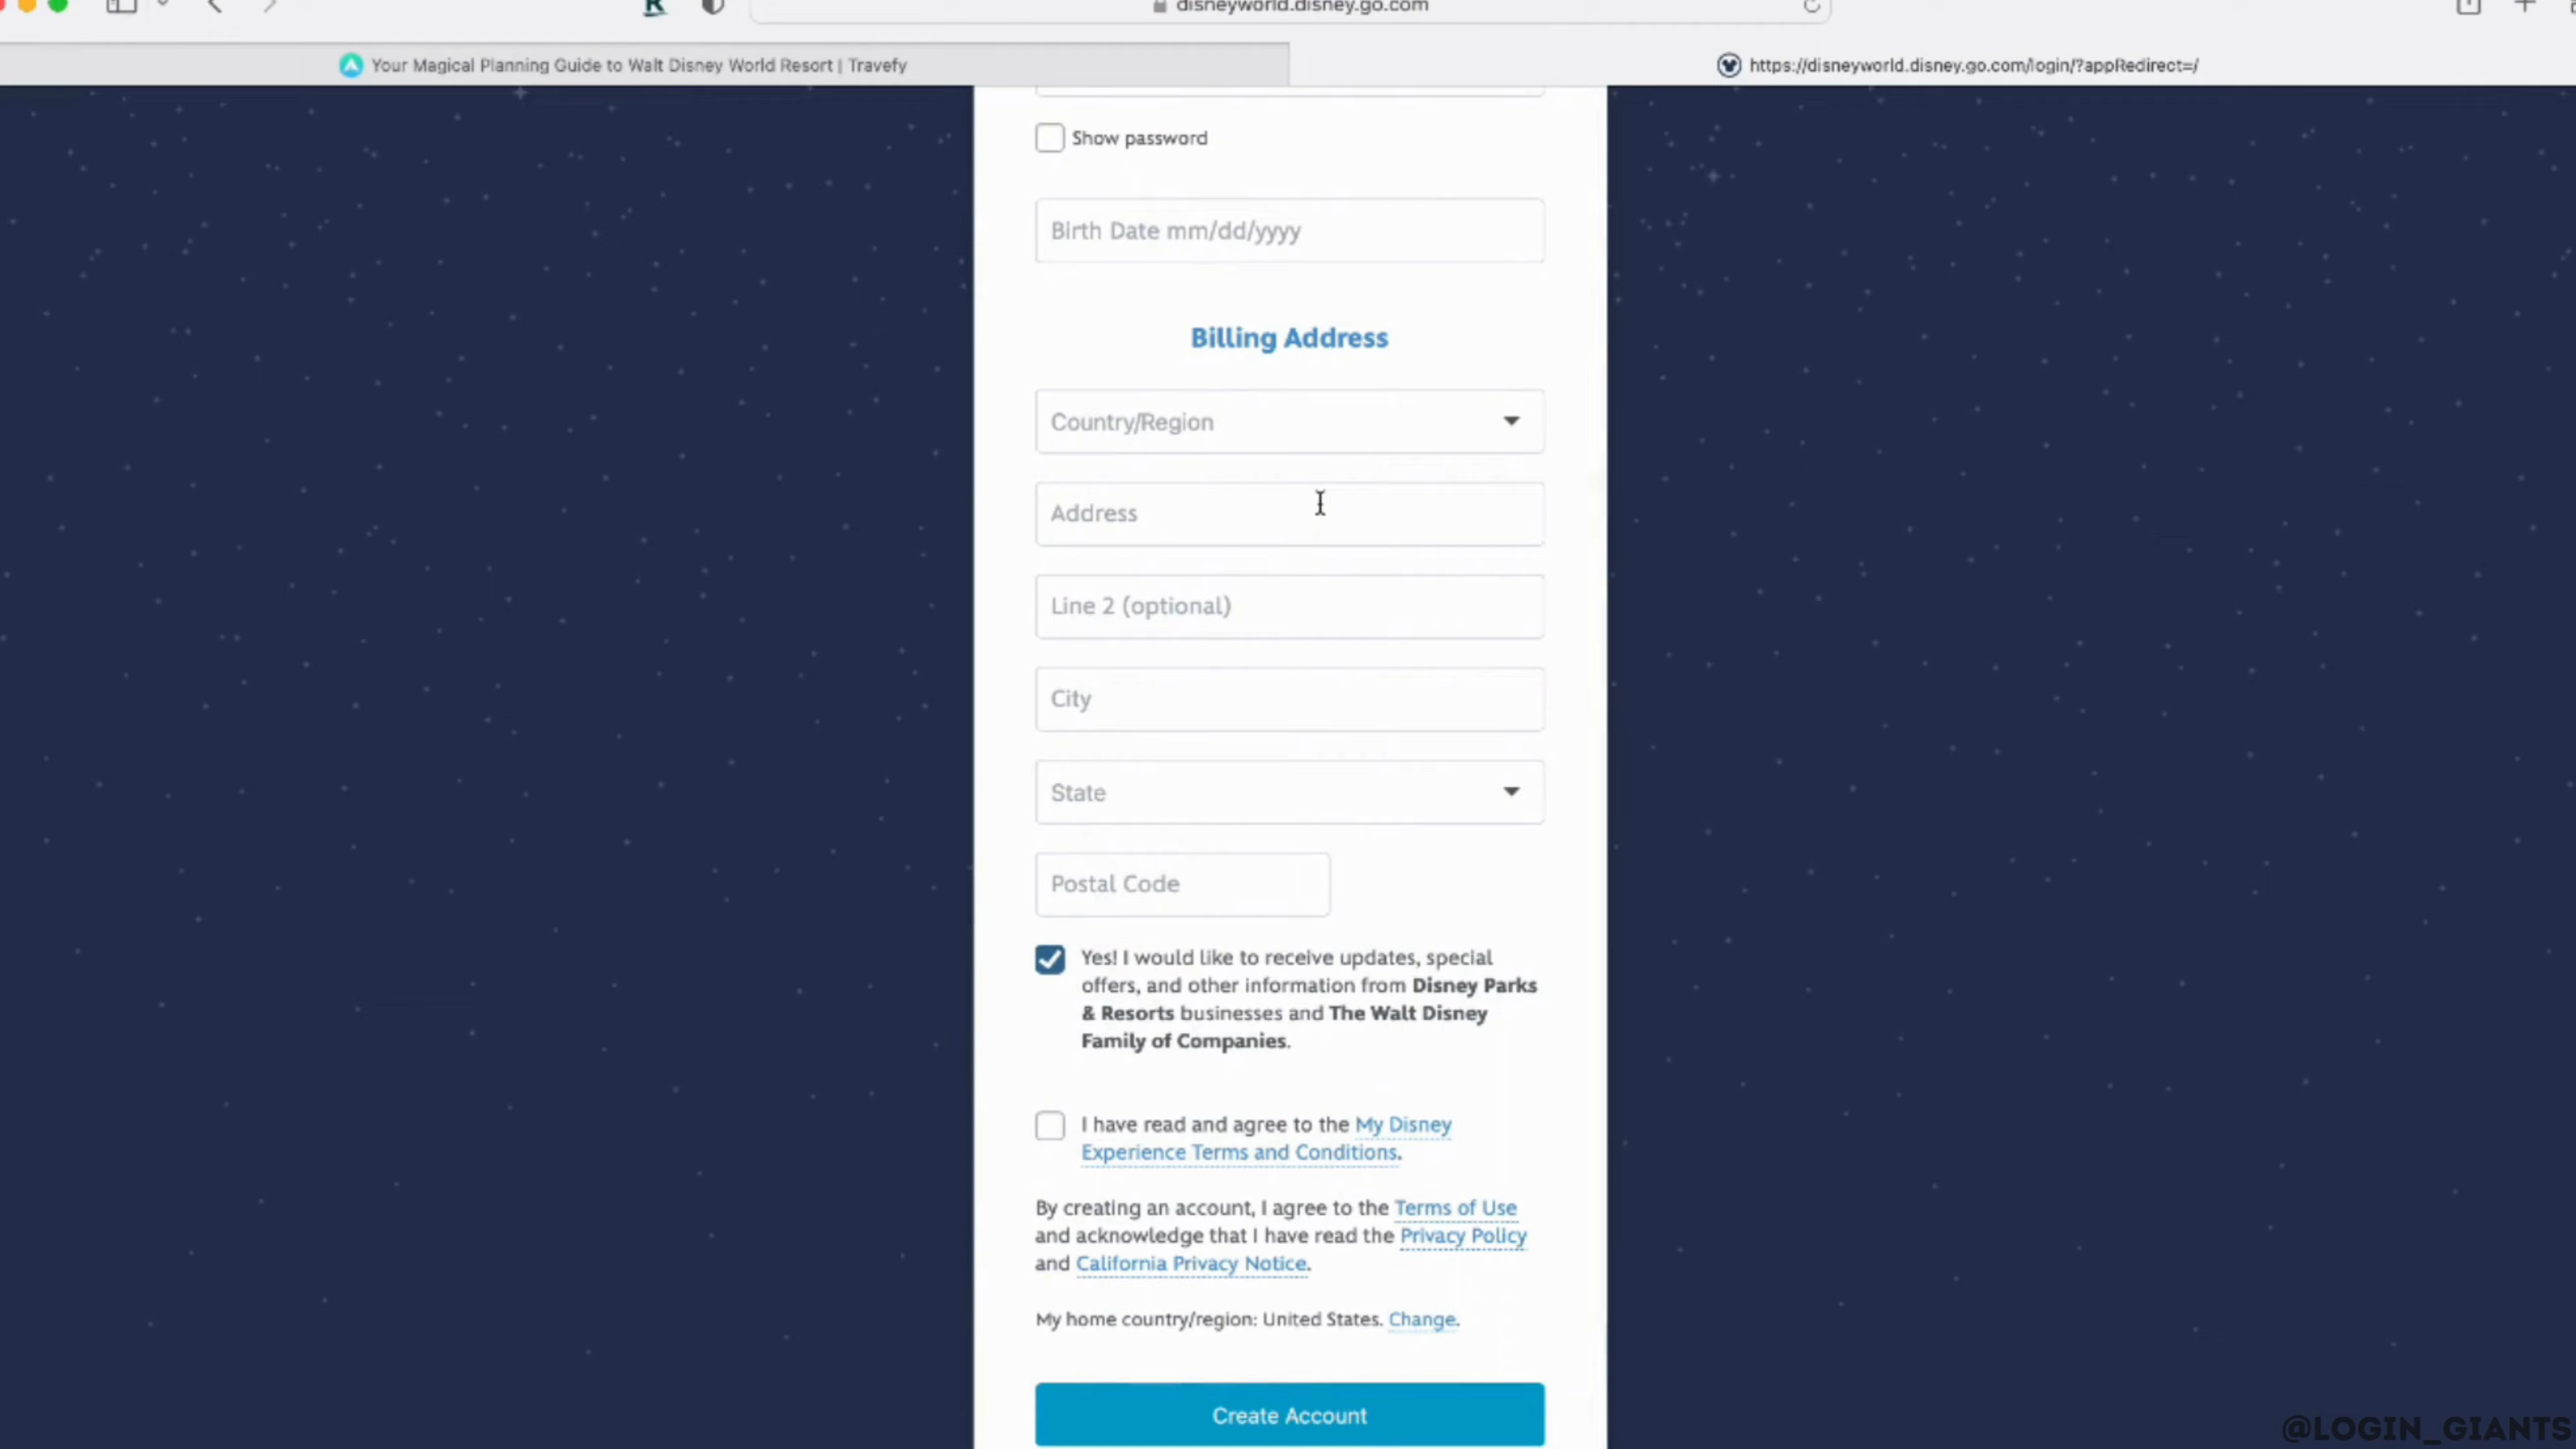 disneyworld.disney.go.com
Your Magical Planning Guide to Walt Disney World Resort | Travefy
https://disneyworld.disney.go.com/login/?appRedirect=/
Show password
Birth Date mm/dd/yyyy
Billing Address
Country/Region
Address
Line 2 (optional)
City
State
Postal Code
Yes! I would like to receive updates, special
offers, and other information from Disney Parks
& Resorts businesses and The Walt Disney
Family of Companies.
I have read and agree to the My Disney
Experience Terms and Conditions.
By creating an account, I agree to the Terms of Use
and acknowledge that I have read the Privacy Policy
and California Privacy Notice.
My home country/region: United States. Change.
Create Account
@LOGIN_GIANTS